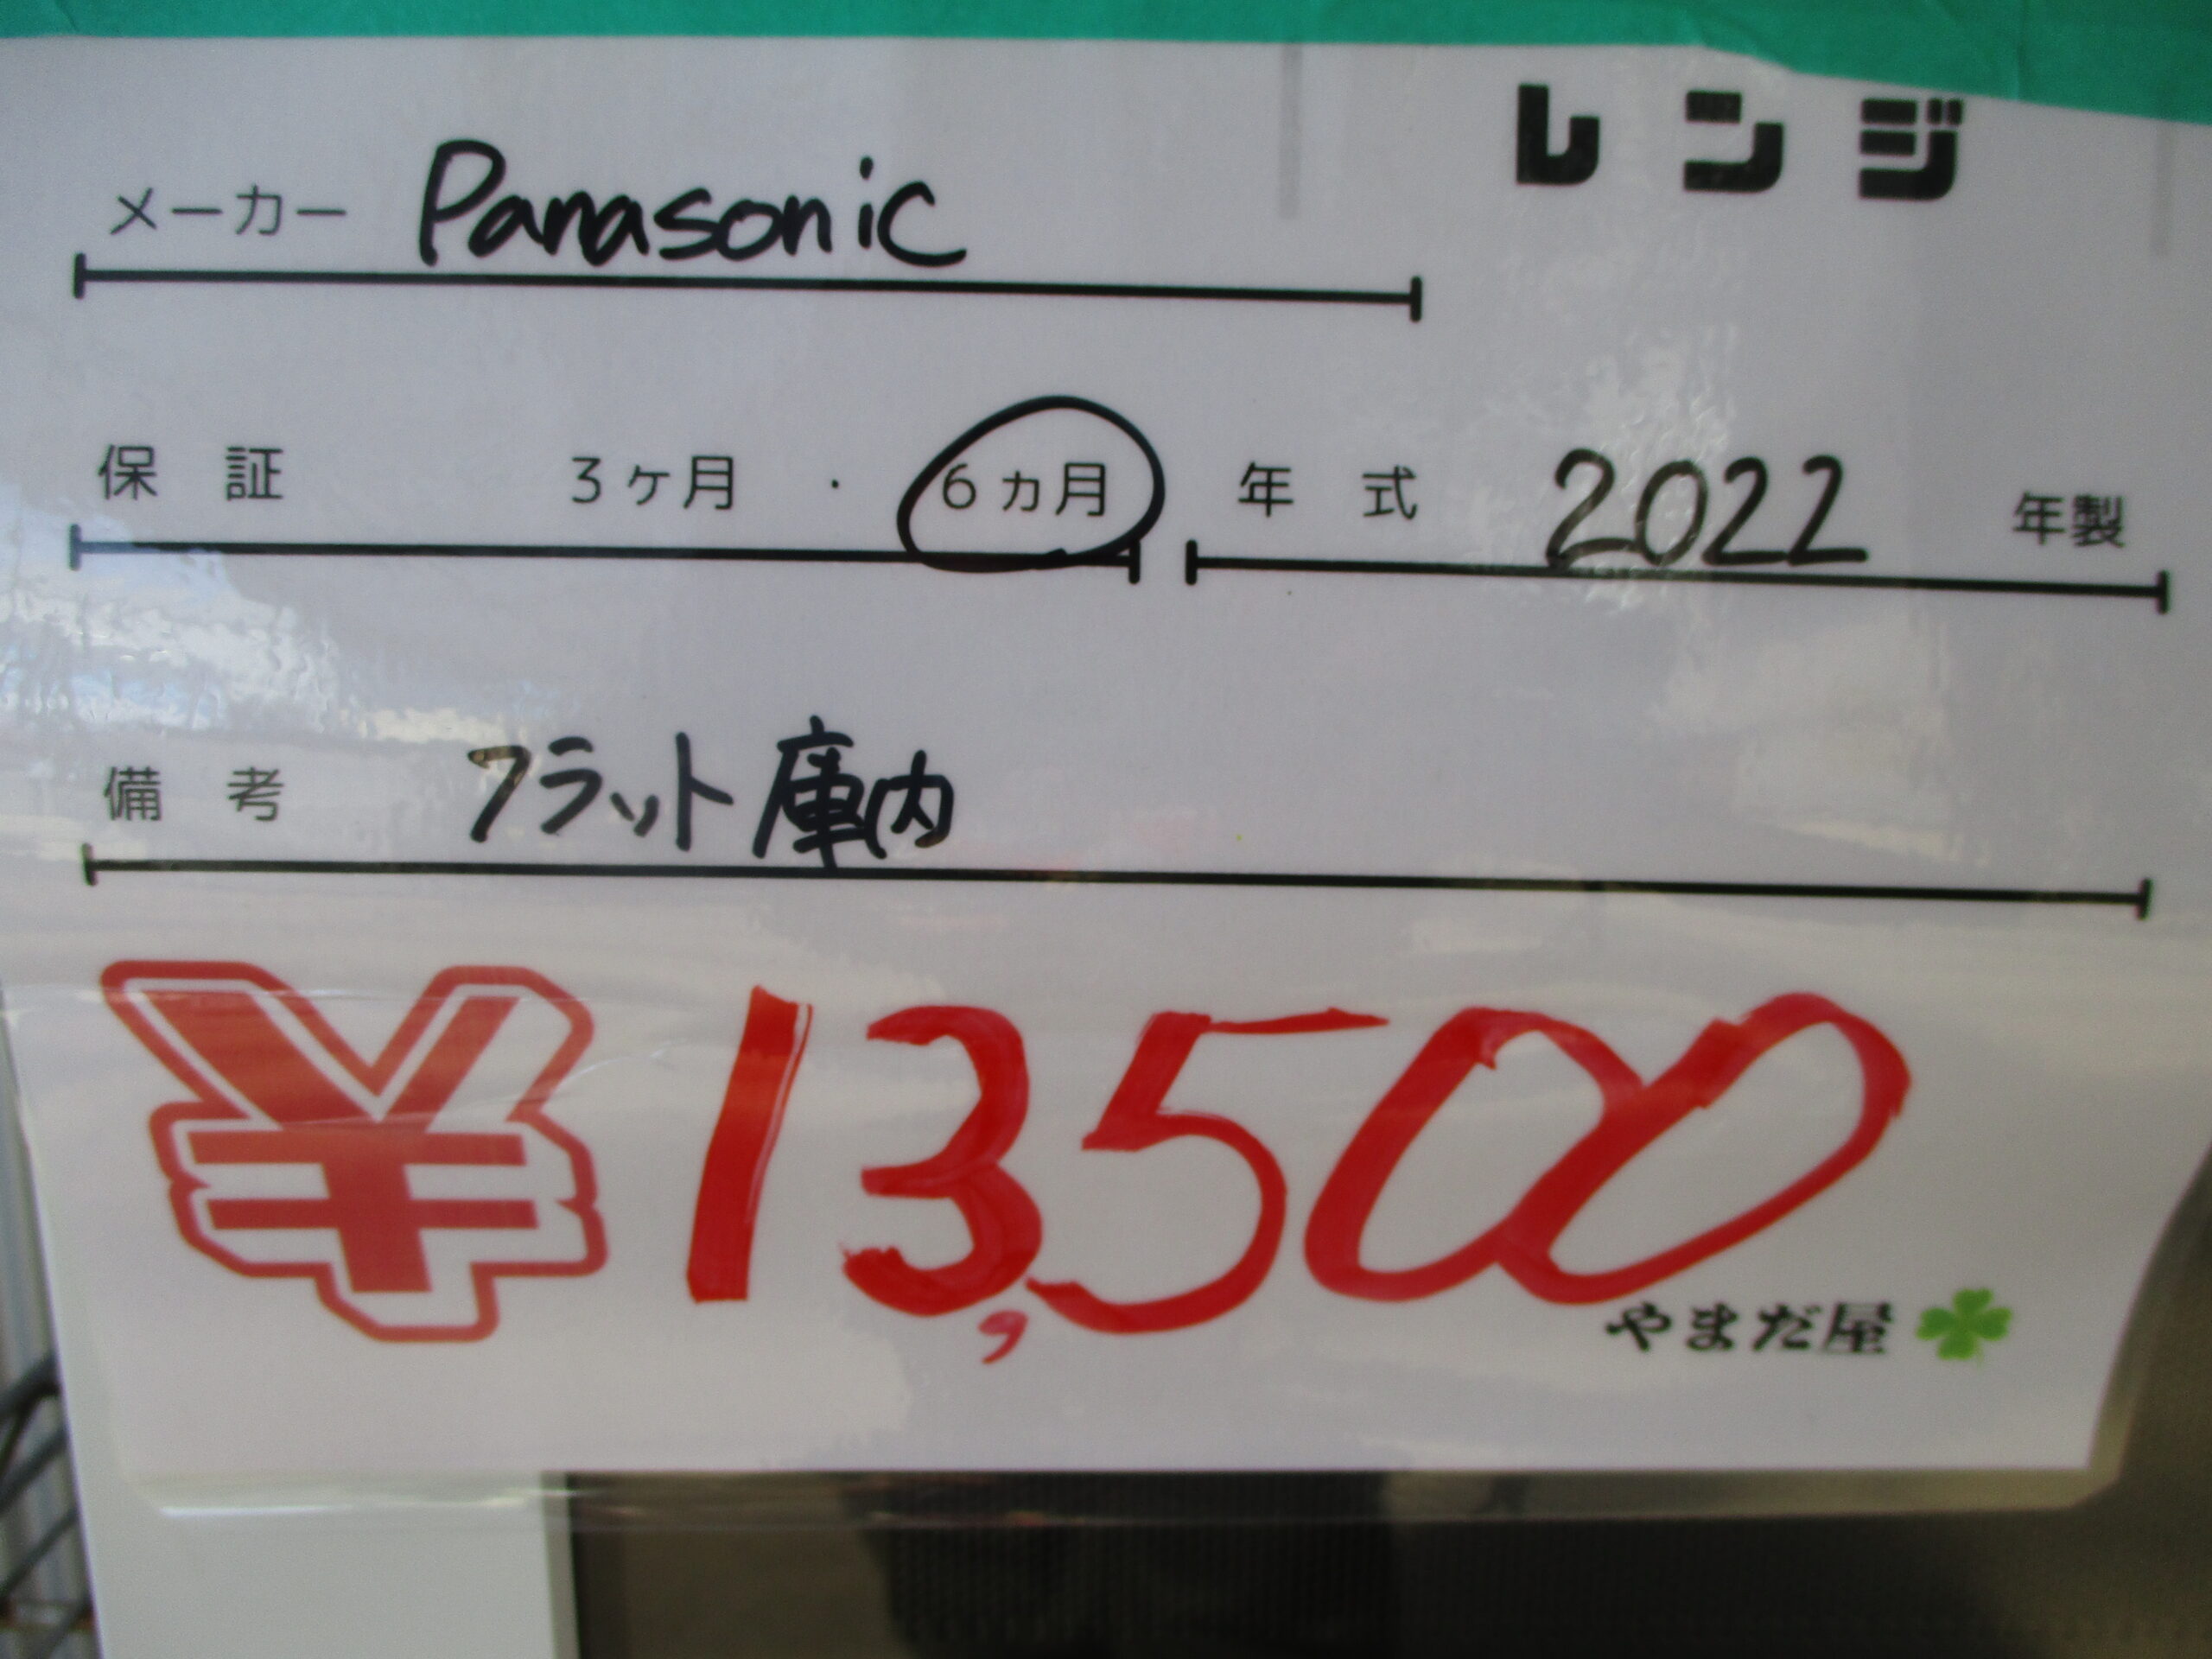 レンジ
メーカー Panasonic
保証 3ヶ月 ・ 6ヵ月 年式 2022 年製
備考 フラット庫内
¥13,500
やまだ屋